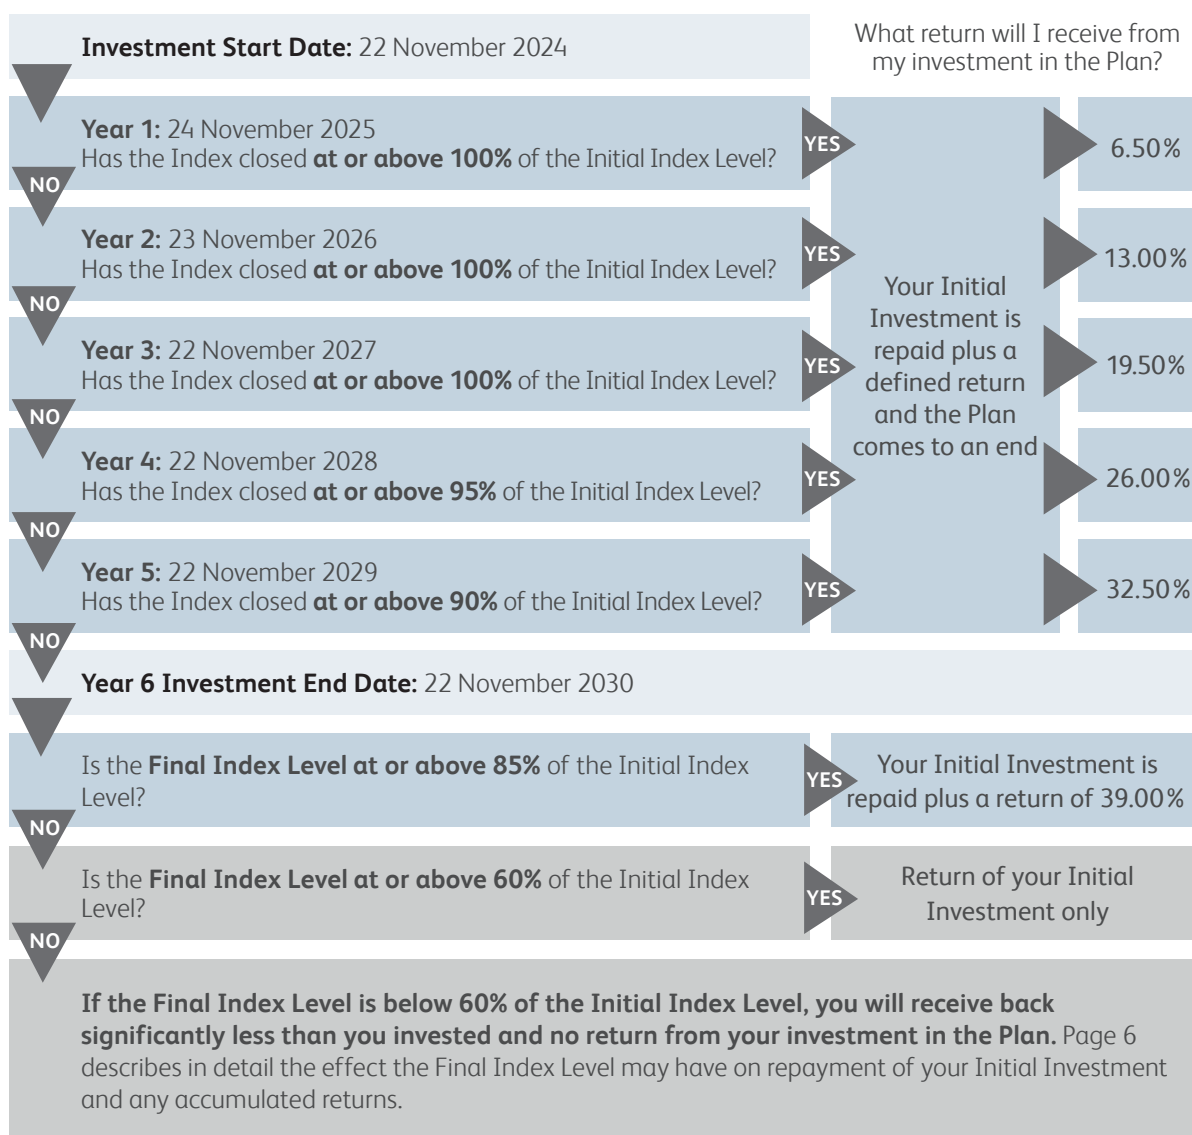 Investment Start Date: 22 November 2024
What return will I receive from
my investment in the Plan?
Year 1: 24 November 2025
Has the Index closed at or above 100% of the Initial Index Level?
YES
6.50%
NO
Year 2: 23 November 2026
Has the Index closed at or above 100% of the Initial Index Level?
YES
13.00%
NO
Year 3: 22 November 2027
Has the Index closed at or above 100% of the Initial Index Level?
YES
19.50%
NO
Year 4: 22 November 2028
Has the Index closed at or above 95% of the Initial Index Level?
YES
26.00%
NO
Year 5: 22 November 2029
Has the Index closed at or above 90% of the Initial Index Level?
YES
32.50%
Your Initial
Investment is
repaid plus a
defined return
and the Plan
comes to an end
NO
Year 6 Investment End Date: 22 November 2030
Is the Final Index Level at or above 85% of the Initial Index
Level?
YES
Your Initial Investment is
repaid plus a return of 39.00%
NO
Is the Final Index Level at or above 60% of the Initial Index
Level?
YES
Return of your Initial
Investment only
NO
If the Final Index Level is below 60% of the Initial Index Level, you will receive back
significantly less than you invested and no return from your investment in the Plan. Page 6
describes in detail the effect the Final Index Level may have on repayment of your Initial Investment
and any accumulated returns.